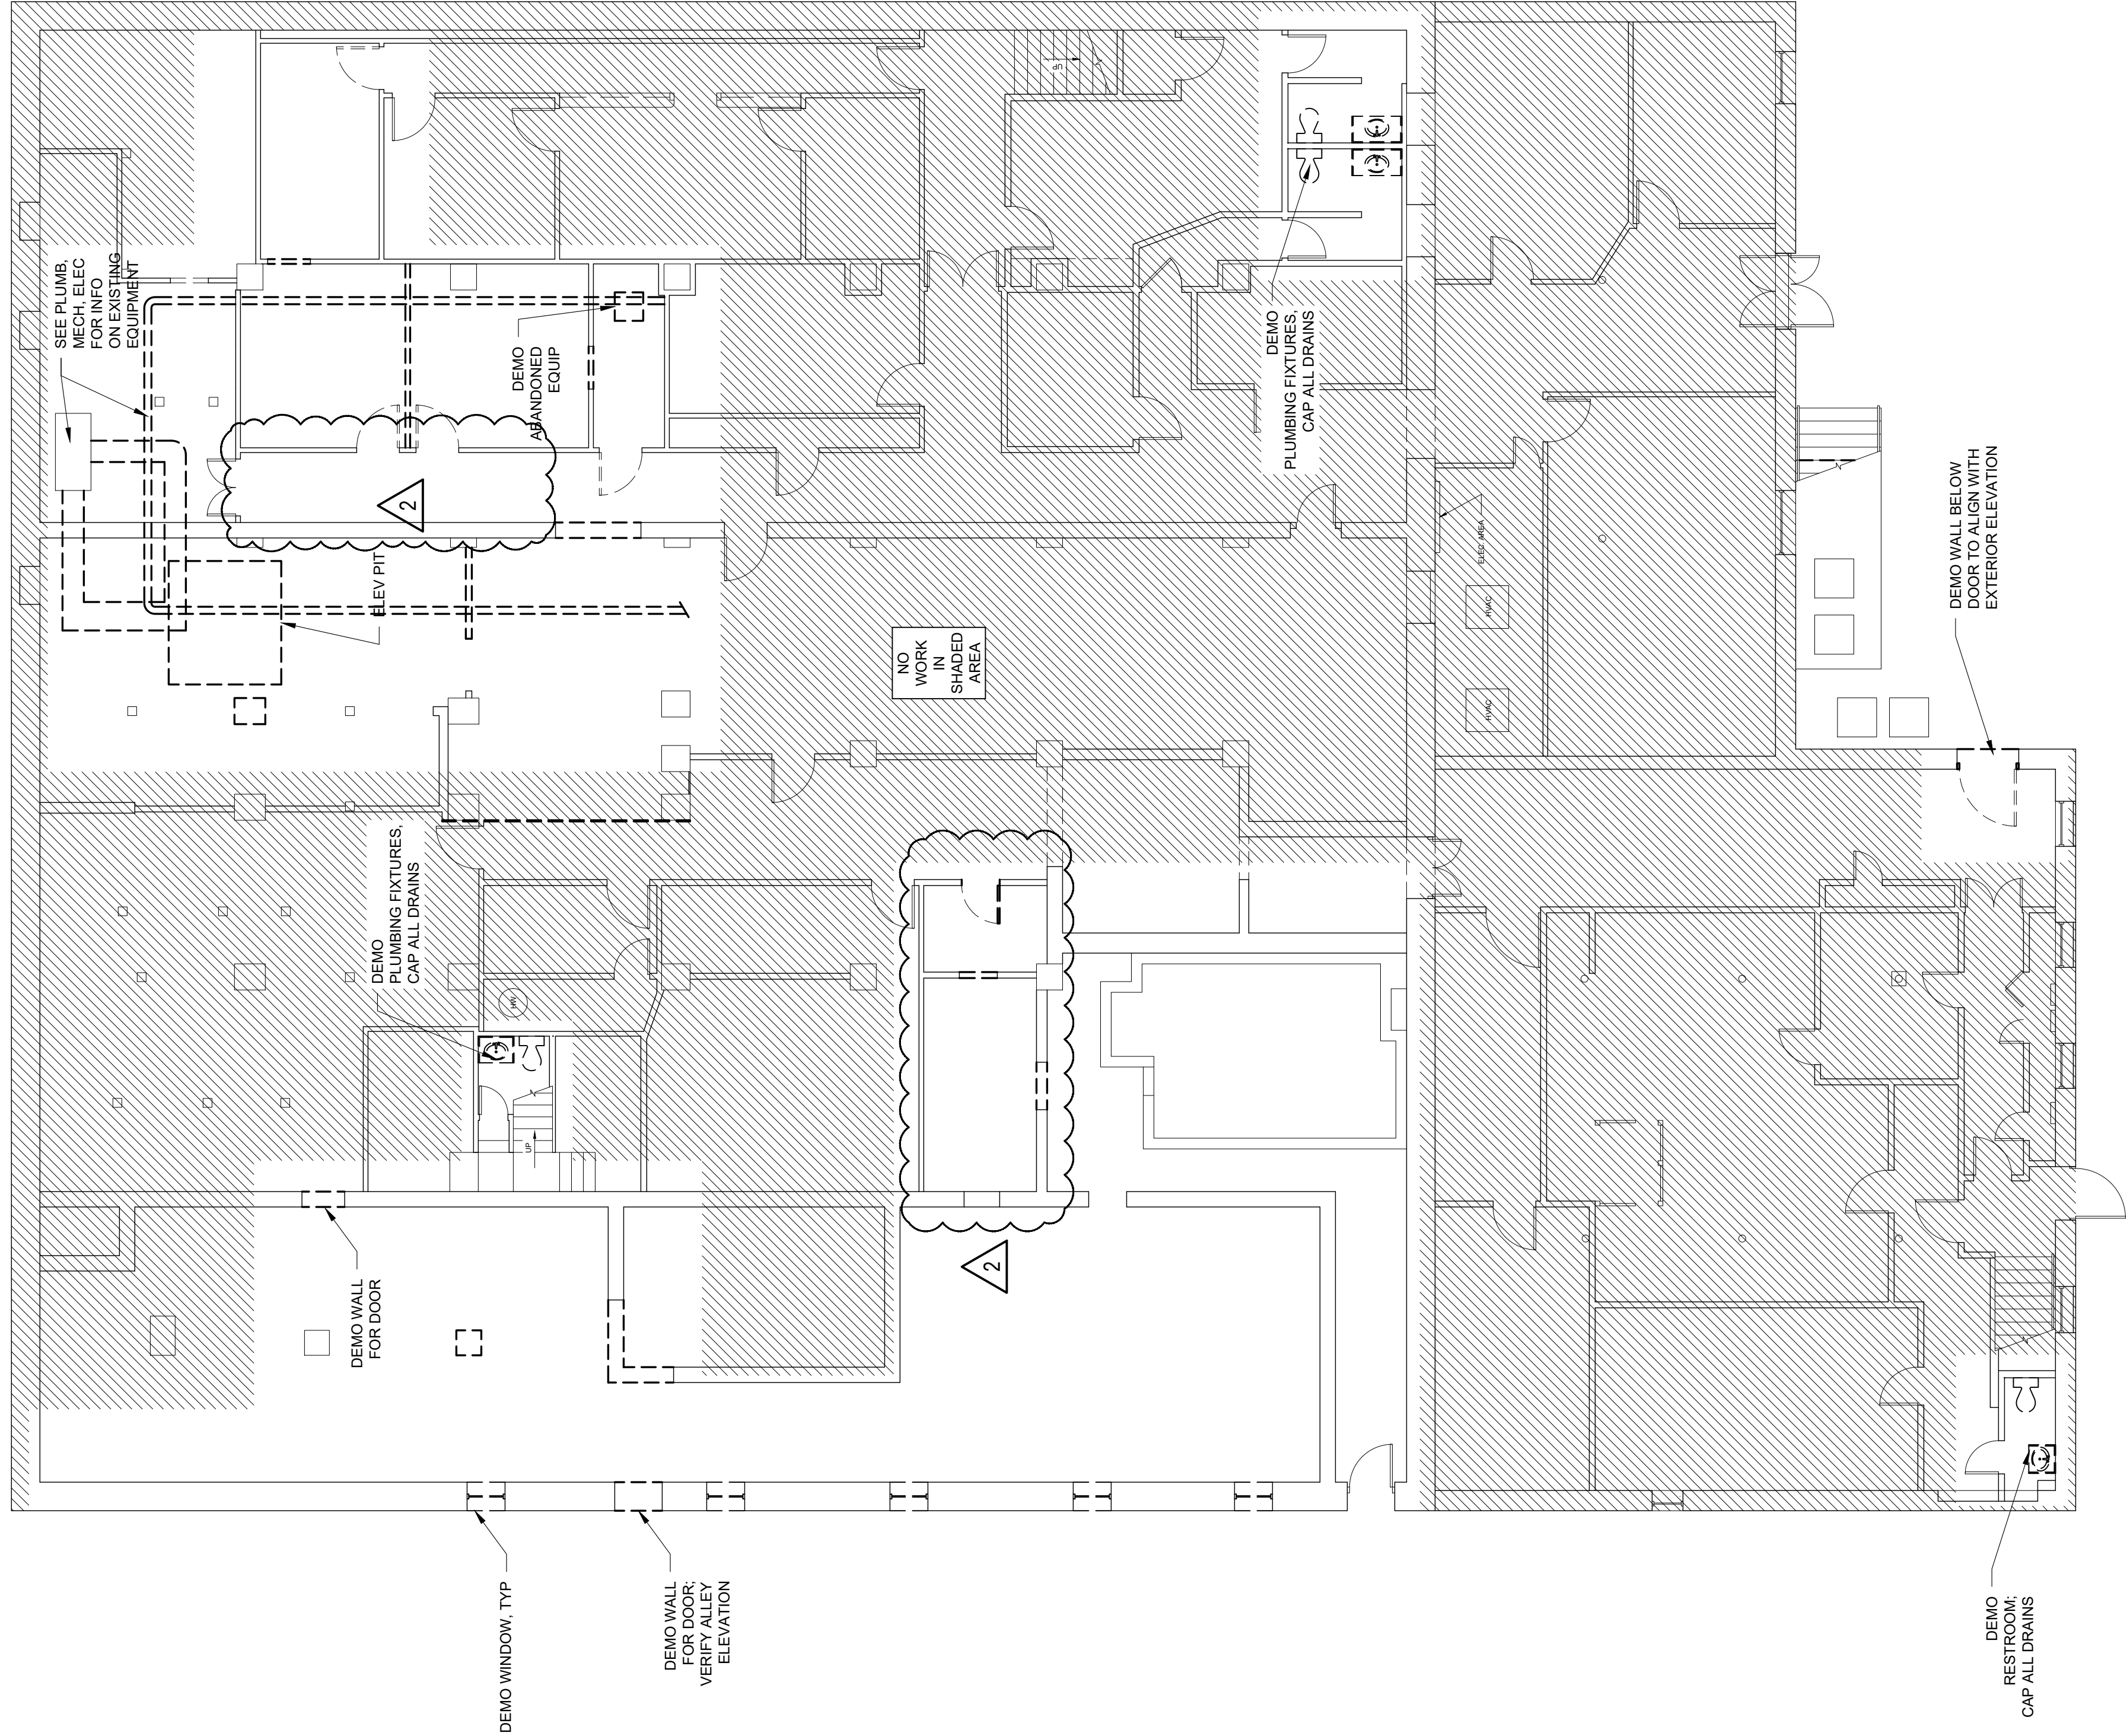 SEE PLUMB,
MECH, ELEC
FOR INFO
ON EXISTING
EQUIPMENT
UP
DEMO
ABANDONED
EQUIP
2
ELEV PIT
DEMO
PLUMBING FIXTURES,
CAP ALL DRAINS
NO
WORK
IN
SHADED
AREA
ELEC AREA
HVAC
HVAC
DEMO WALL BELOW
DOOR TO ALIGN WITH
EXTERIOR ELEVATION
DEMO
PLUMBING FIXTURES,
CAP ALL DRAINS
HW
UP
2
DEMO WALL
FOR DOOR
DEMO WINDOW, TYP
DEMO WALL
FOR DOOR;
VERIFY ALLEY
ELEVATION
DEMO
RESTROOM;
CAP ALL DRAINS